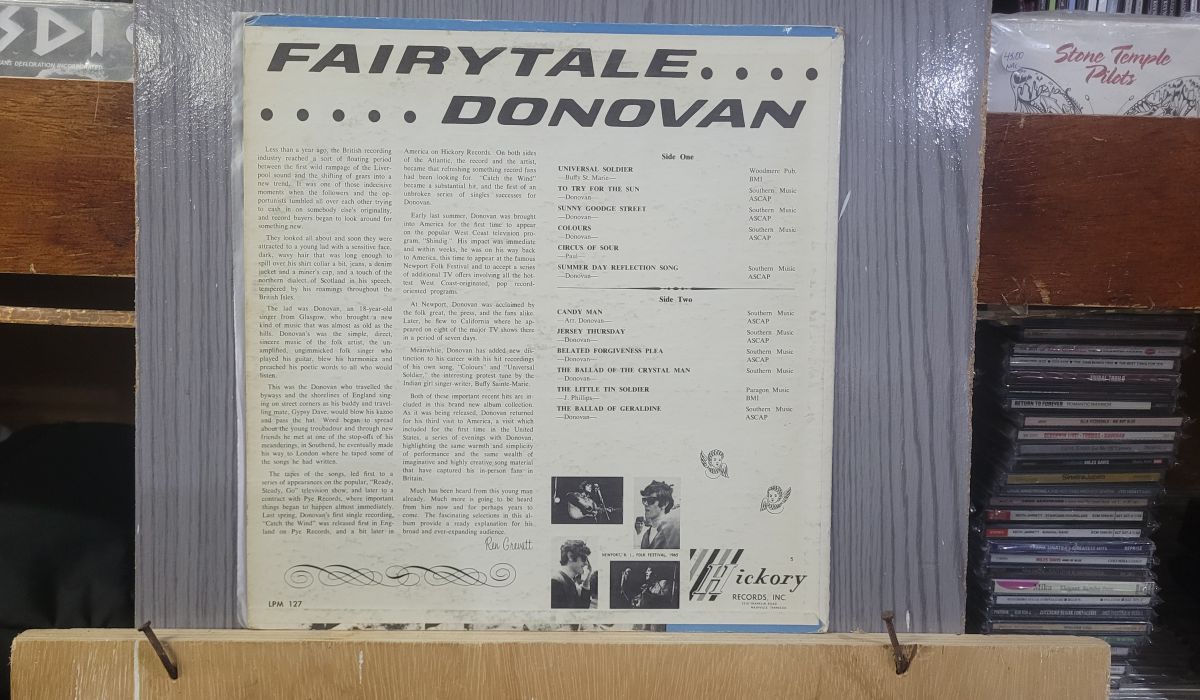 FAIRYTALE....
.....DONOVAN
Less than a year ago, the British recording
industry reached a sort of floating period
between the first wild rampage of the Liver-
pool sound and the shifting of gears into a
new trend. It was one of those indecisive
moments when the followers and the op-
portunists tumbled all over each other trying
to cash in on somebody else's originality,
and record buyers began to look around for
something new.
They looked all about and soon they were
attracted to a young lad with a sensitive face,
dark, wavy hair that was long enough to
spill over his shirt collar a bit, jeans, a denim
jacket and a miner's cap, and a touch of the
northern dialect of Scotland in his speech,
tempered by his roamings throughout the
British Isles.
The lad was Donovan, an 18-year-old
singer from Glasgow, who brought a new
kind of music that was almost as old as the
hills. Donovan's was the simple, direct,
sincere music of the folk artist, the un-
amplified, ungimmicked folk singer who
played his guitar, blew his harmonica and
preached his poetic words to all who would
listen.
This was the Donovan who travelled the
byways and the shorelines of England sing-
ing on street corners as his buddy and travel-
ling mate, Gypsy Dave, would blow his kazoo
and pass the hat. Word began to spread
about the young troubadour and through new
friends he met at one of the stop-offs of his
meanderings, in Southend, he eventually made
his way to London where he taped some of
the songs he had written.
The tapes of the songs, led first to a
series of appearances on the popular, "Ready,
Steady, Go" television show, and later to a
contract with Pye Records, where important
things began to happen almost immediately.
Last spring, Donovan's first single recording,
"Catch the Wind" was released first in Eng-
land on Pye Records, and a bit later in
America on Hickory Records. On both sides
of the Atlantic, the record and the artist,
became that refreshing something record fans
had been looking for. "Catch the Wind"
became a substantial hit, and the first of an
unbroken series of singles successes for
Donovan.
Early last summer, Donovan was brought
into America for the first time to appear
on the popular West Coast television pro-
gram, "Shindig." His impact was immediate
and within weeks, he was on his way back
to America, this time to appear at the famous
Newport Folk Festival and to accept a series
of additional TV offers involving all the hot-
test West Coast-originated, pop record-
oriented programs.
At Newport, Donovan was acclaimed by
the folk great, the press, and the fans alike.
Later, he flew to California where he ap-
peared on eight of the major TV shows there
in a period of seven days.
Meanwhile, Donovan has added new dis-
tinction to his career with his hit recordings
of his own song, "Colours" and "Universal
Soldier," the interesting protest tune by the
Indian girl singer-writer, Buffy Sainte-Marie.
Both of these important recent hits are in-
cluded in this brand new album collection.
As it was being released, Donovan returned
for his third visit to America, a visit which
included for the first time in the United
States, a series of evenings with Donovan,
highlighting the same warmth and simplicity
of performance and the same wealth of
imaginative and highly creative song material
that have captured his in-person fans in
Britain.
Much has been heard from this young man
already. Much more is going to be heard
from him now and for perhaps years to
come. The fascinating selections in this al-
bum provide a ready explanation for his
broad and ever-expanding audience.
Ren Grevatt
LPM 127
Side One
UNIVERSAL SOLDIER Woodmere Pub.
—Buffy St. Marie— BMI
TO TRY FOR THE SUN Southern Music
—Donovan— ASCAP
SUNNY GOODGE STREET Southern Music
—Donovan— ASCAP
COLOURS Southern Music
—Donovan— ASCAP
CIRCUS OF SOUR
—Paul—
SUMMER DAY REFLECTION SONG Southern Music
—Donovan— ASCAP
Side Two
CANDY MAN Southern Music
—Arr. Donovan— ASCAP
JERSEY THURSDAY Southern Music
—Donovan— ASCAP
BELATED FORGIVENESS PLEA Southern Music
—Donovan— ASCAP
THE BALLAD OF THE CRYSTAL MAN Southern Music
—Donovan—
THE LITTLE TIN SOLDIER Paragon Music
—J. Phillips— BMI
THE BALLAD OF GERALDINE Southern Music
—Donovan— ASCAP
NEWPORT, R. I., FOLK FESTIVAL, 1965
S
Hickory
RECORDS, INC.
Stone Temple
Pilots
RETURN TO FOREVER ROMANTIC WARRIOR
MILES DAVIS